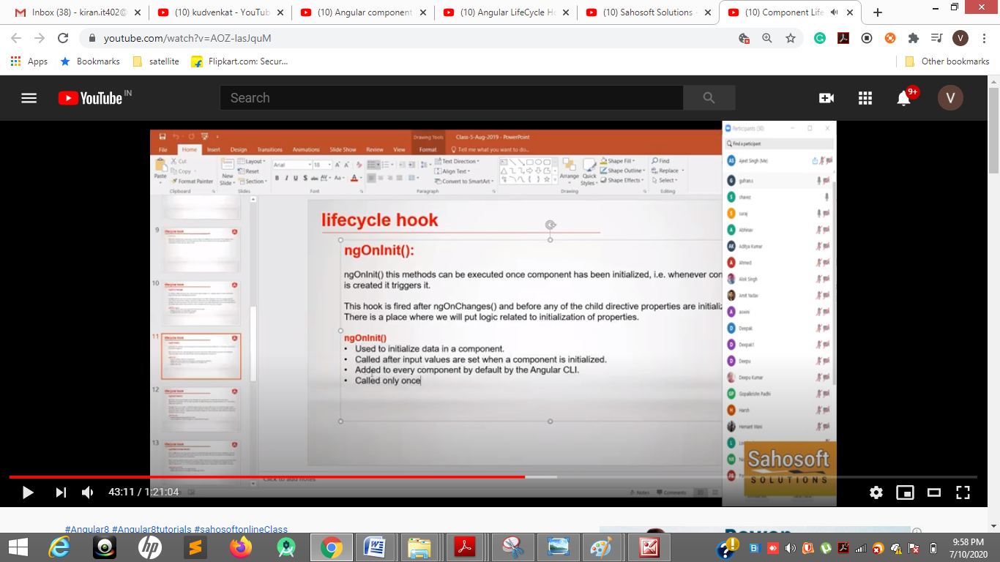 Inbox (38) - kiran.it402@
(10) kudvenkat - YouTub
(10) Angular component
(10) Angular LifeCycle Ho
(10) Sahosoft Solutions -
(10) Component Life
youtube.com/watch?v=AOZ-lasJquM
V
Apps
Bookmarks
satellite
Flipkart.com: Secur...
Other bookmarks
YouTube IN
Search
9+
V
Drawing Tools
Class-5-Aug-2019 - PowerPoint
File
Home
Insert
Design
Transitions
Animations
Slide Show
Review
View
Format
Tell me what you want to do...
Paste
Cut
Copy
Format Painter
Clipboard
New Slide
Layout
Reset
Section
Slides
Arial
18
Font
Text Direction
Align Text
Convert to SmartArt
Paragraph
Arrange
Quick Styles
Shape Fill
Shape Outline
Shape Effects
Drawing
Find
Replace
Select
Editing
9
10
11
12
13
lifecycle hook
ngOnInit():
ngOnInit() this methods can be executed once component has been initialized, i.e. whenever con
is created it triggers it.
This hook is fired after ngOnChanges() and before any of the child directive properties are initializ
There is a place where we will put logic related to initialization of properties.
ngOnInit()
• Used to initialize data in a component.
• Called after input values are set when a component is initialized.
• Added to every component by default by the Angular CLI.
• Called only once
Click to add notes
Notes
Comments
Participants (30)
Find a participant
AS Ajeet Singh (Me)
G gufran.s
S shavez
S suraj
A Abhinav
AK Aditya Kumar
A Ahmed
Alok Singh
Amit Yadav
A aswini
D Deepak
D Deepak1
D Deepu
Deepu Kumar
GP Gopalkrishn Padhi
H Harsh
Hemant Wani
L
NR
PB
Sahosoft
SOLUTIONS
43:11 / 1:21:04
#Angular8 #Angular8tutorials #sahosoftonlineClass
9:58 PM
7/10/2020